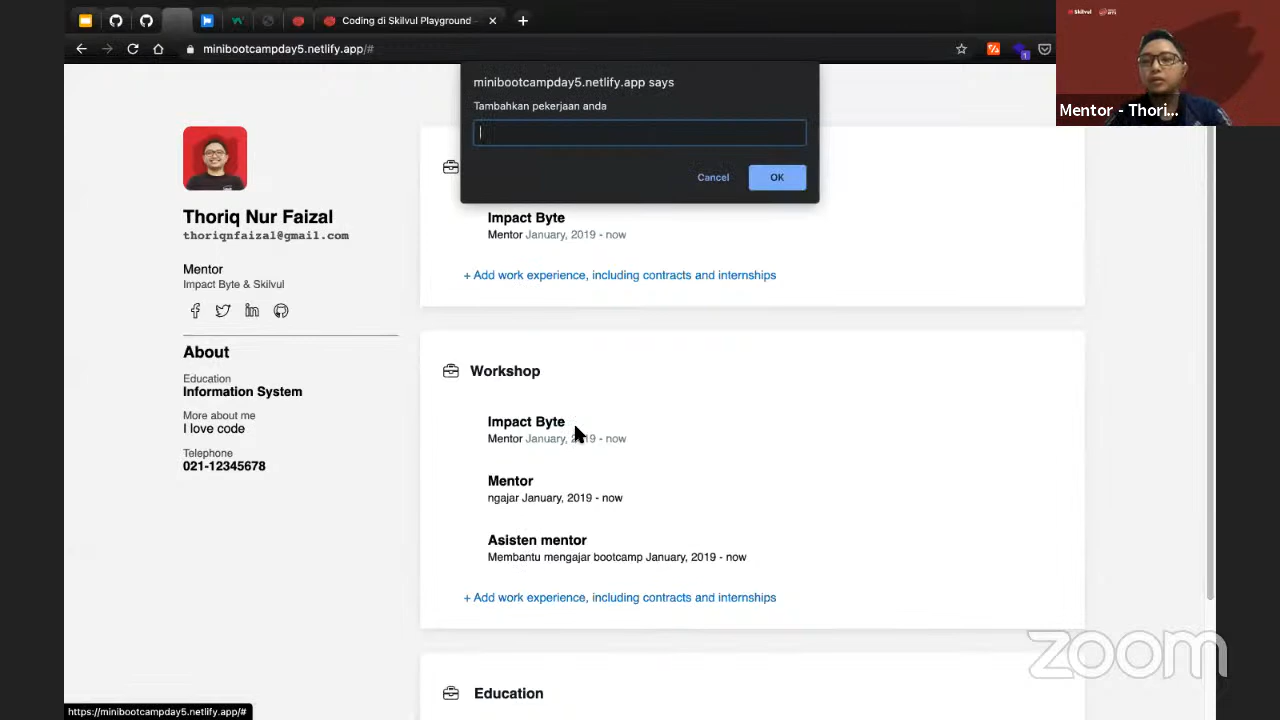 Coding di Skilvul Playground -
minibootcampday5.netlify.app/#
Skilvul
minibootcampday5.netlify.app says
Tambahkan pekerjaan anda
Cancel
OK
Mentor - Thori...
Thoriq Nur Faizal
thoriqnfaizal@gmail.com
Mentor
Impact Byte & Skilvul
About
Education
Information System
More about me
I love code
Telephone
021-12345678
Impact Byte
Mentor January, 2019 - now
+ Add work experience, including contracts and internships
Workshop
Impact Byte
Mentor January, 2019 - now
Mentor
ngajar January, 2019 - now
Asisten mentor
Membantu mengajar bootcamp January, 2019 - now
+ Add work experience, including contracts and internships
Education
zoom
https://minibootcampday5.netlify.app/#